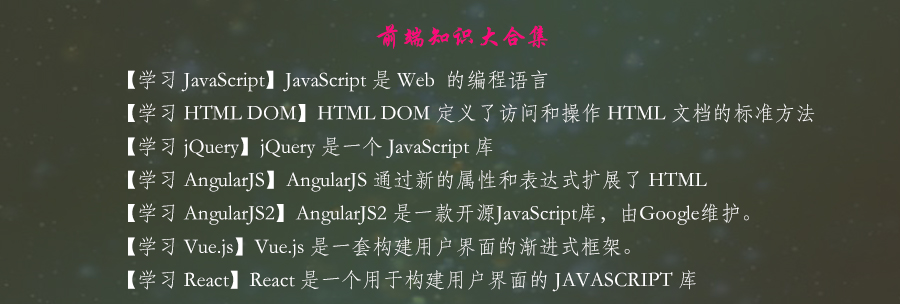 前端知识大合集
【学习 JavaScript】JavaScript 是 Web 的编程语言
【学习 HTML DOM】HTML DOM 定义了访问和操作 HTML 文档的标准方法
【学习 jQuery】jQuery 是一个 JavaScript 库
【学习 AngularJS】AngularJS 通过新的属性和表达式扩展了 HTML
【学习 AngularJS2】AngularJS2 是一款开源JavaScript库，由Google维护。
【学习 Vue.js】Vue.js 是一套构建用户界面的渐进式框架。
【学习 React】React 是一个用于构建用户界面的 JAVASCRIPT 库